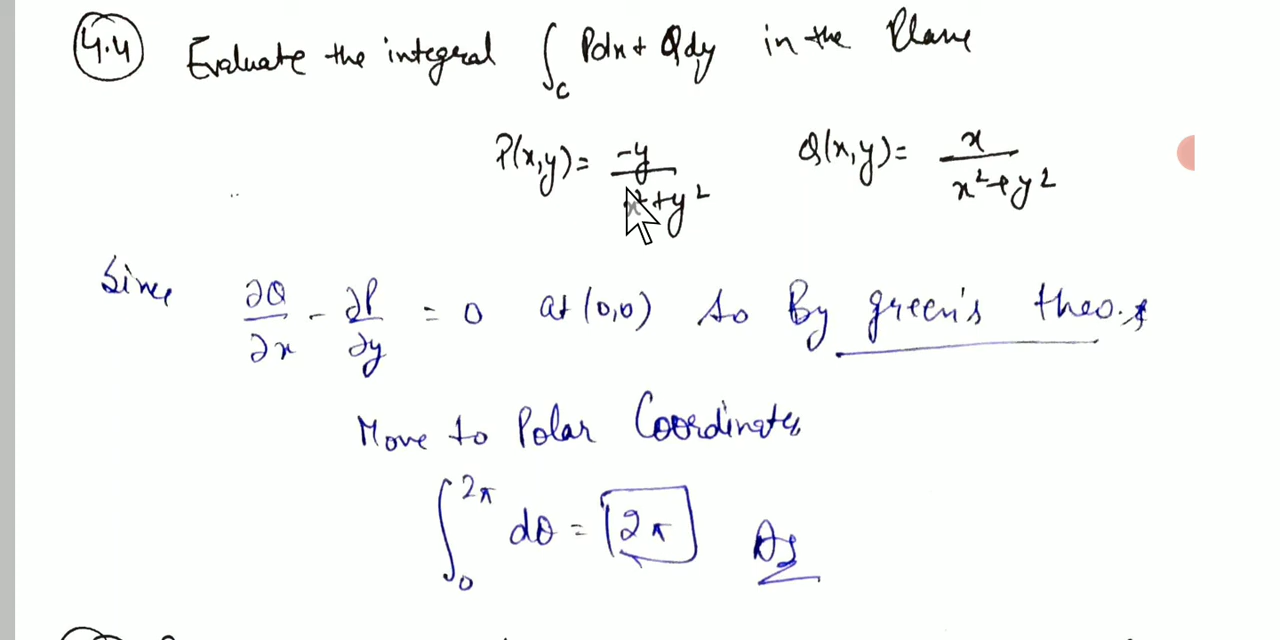 4.4 Evaluate the integral ∫_C Pdx + Qdy in the Plane
P(x,y) = -y/(x²+y²) Q(x,y) = x/(x²+y²)
Since ∂Q/∂x - ∂P/∂y = 0 at (0,0) so By green's theo.
Move to Polar Coordinates
∫₀^{2π} dθ = 2π